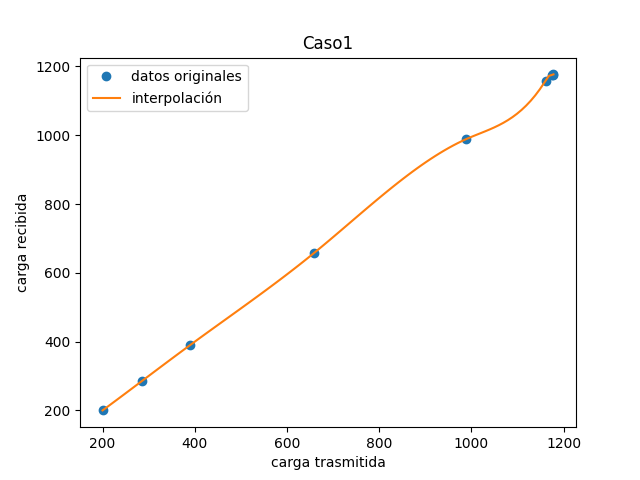 Caso1
datos originales
interpolación
1200
1000
800
600
400
200
carga recibida
200
400
600
800
1000
1200
carga trasmitida